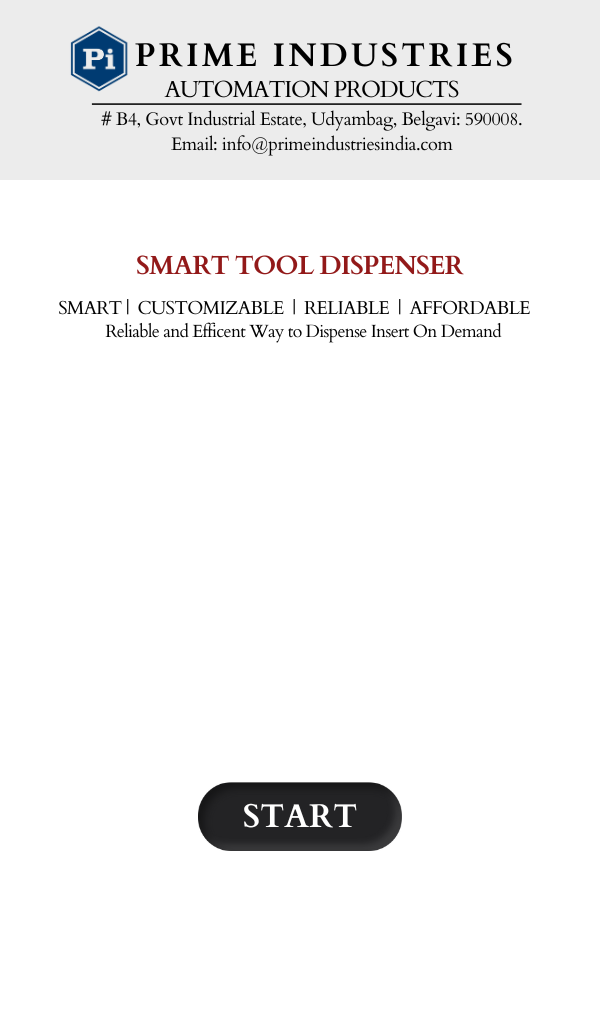 Pi PRIME INDUSTRIES
AUTOMATION PRODUCTS
# B4, Govt Industrial Estate, Udyambag, Belgavi: 590008.
Email: info@primeindustriesindia.com
SMART TOOL DISPENSER
SMART | CUSTOMIZABLE | RELIABLE | AFFORDABLE
Reliable and Efficent Way to Dispense Insert On Demand
START